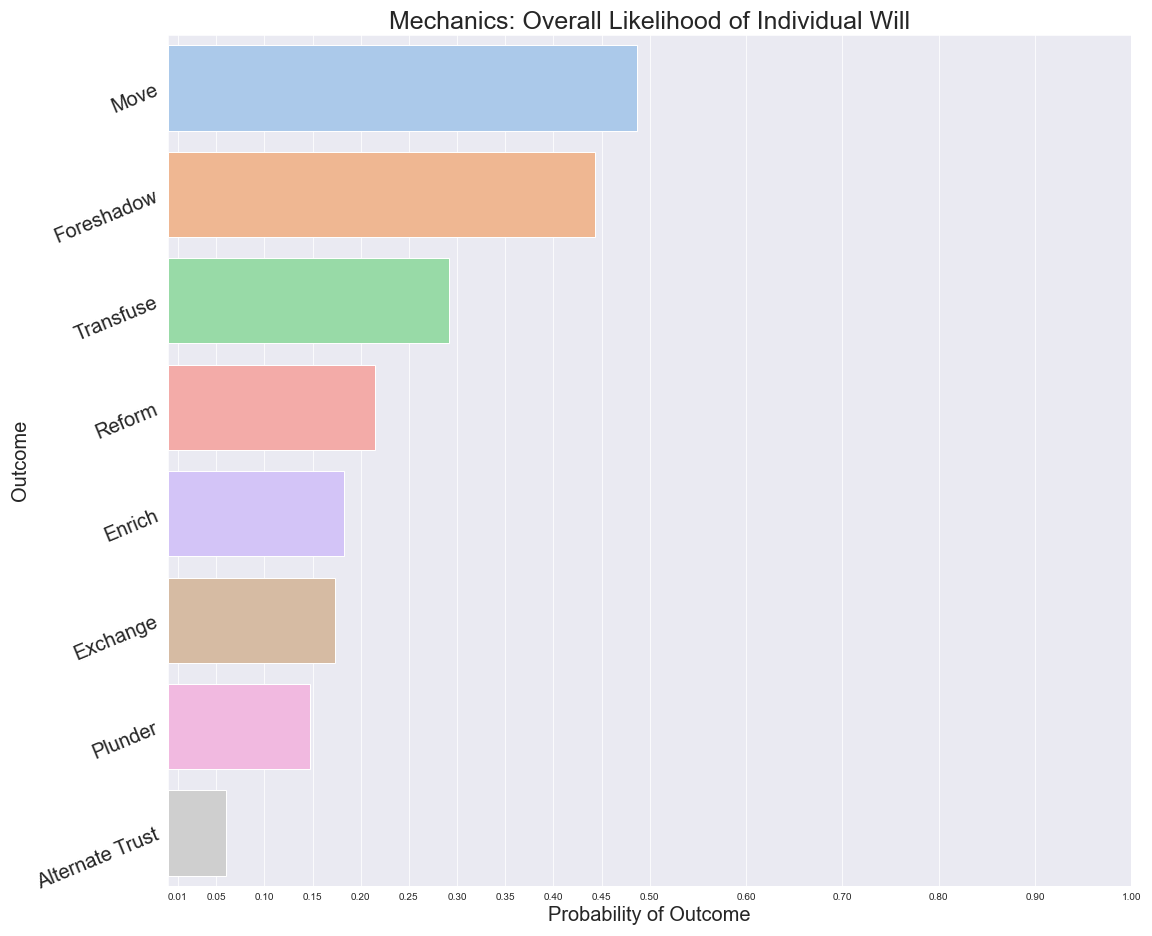 Mechanics: Overall Likelihood of Individual Will
Move
Foreshadow
Transfuse
Reform
Enrich
Exchange
Plunder
Alternate Trust
Outcome
0.01 0.05 0.10 0.15 0.20 0.25 0.30 0.35 0.40 0.45 0.50 0.60 0.70 0.80 0.90 1.00
Probability of Outcome